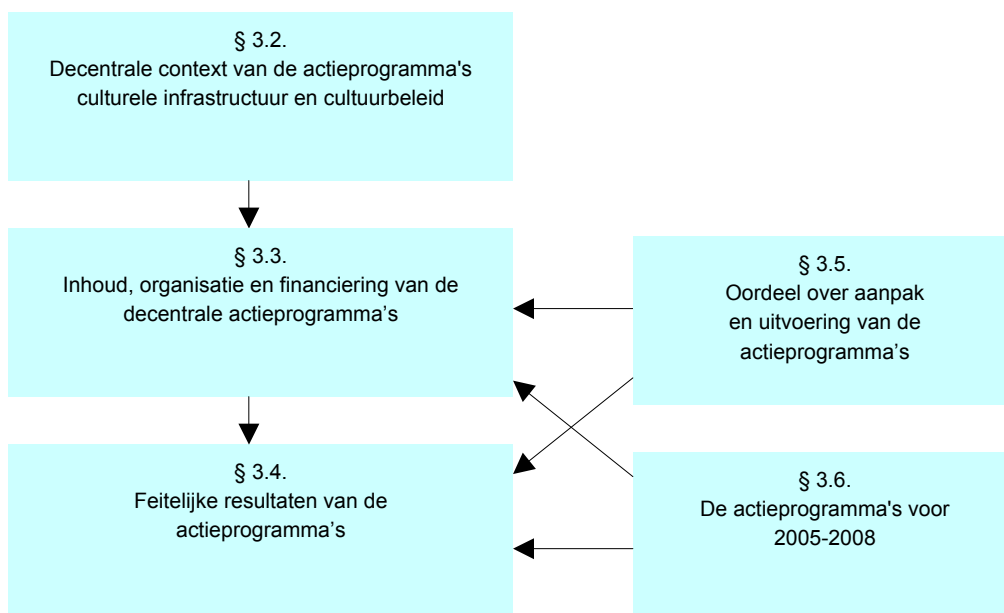 § 3.2.
Decentrale context van de actieprogramma's
culturele infrastructuur en cultuurbeleid
§ 3.3.
Inhoud, organisatie en financiering van de
decentrale actieprogramma’s
§ 3.4.
Feitelijke resultaten van de
actieprogramma’s
§ 3.5.
Oordeel over aanpak
en uitvoering van de
actieprogramma’s
§ 3.6.
De actieprogramma's voor
2005-2008